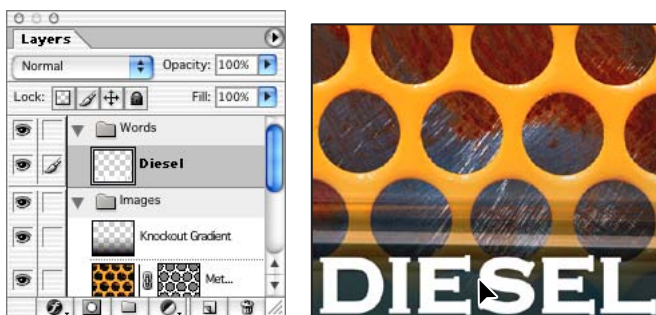 Layers
Normal Opacity: 100%
Lock: Fill: 100%
Words
Diesel
Images
Knockout Gradient
Met...
DIESEL